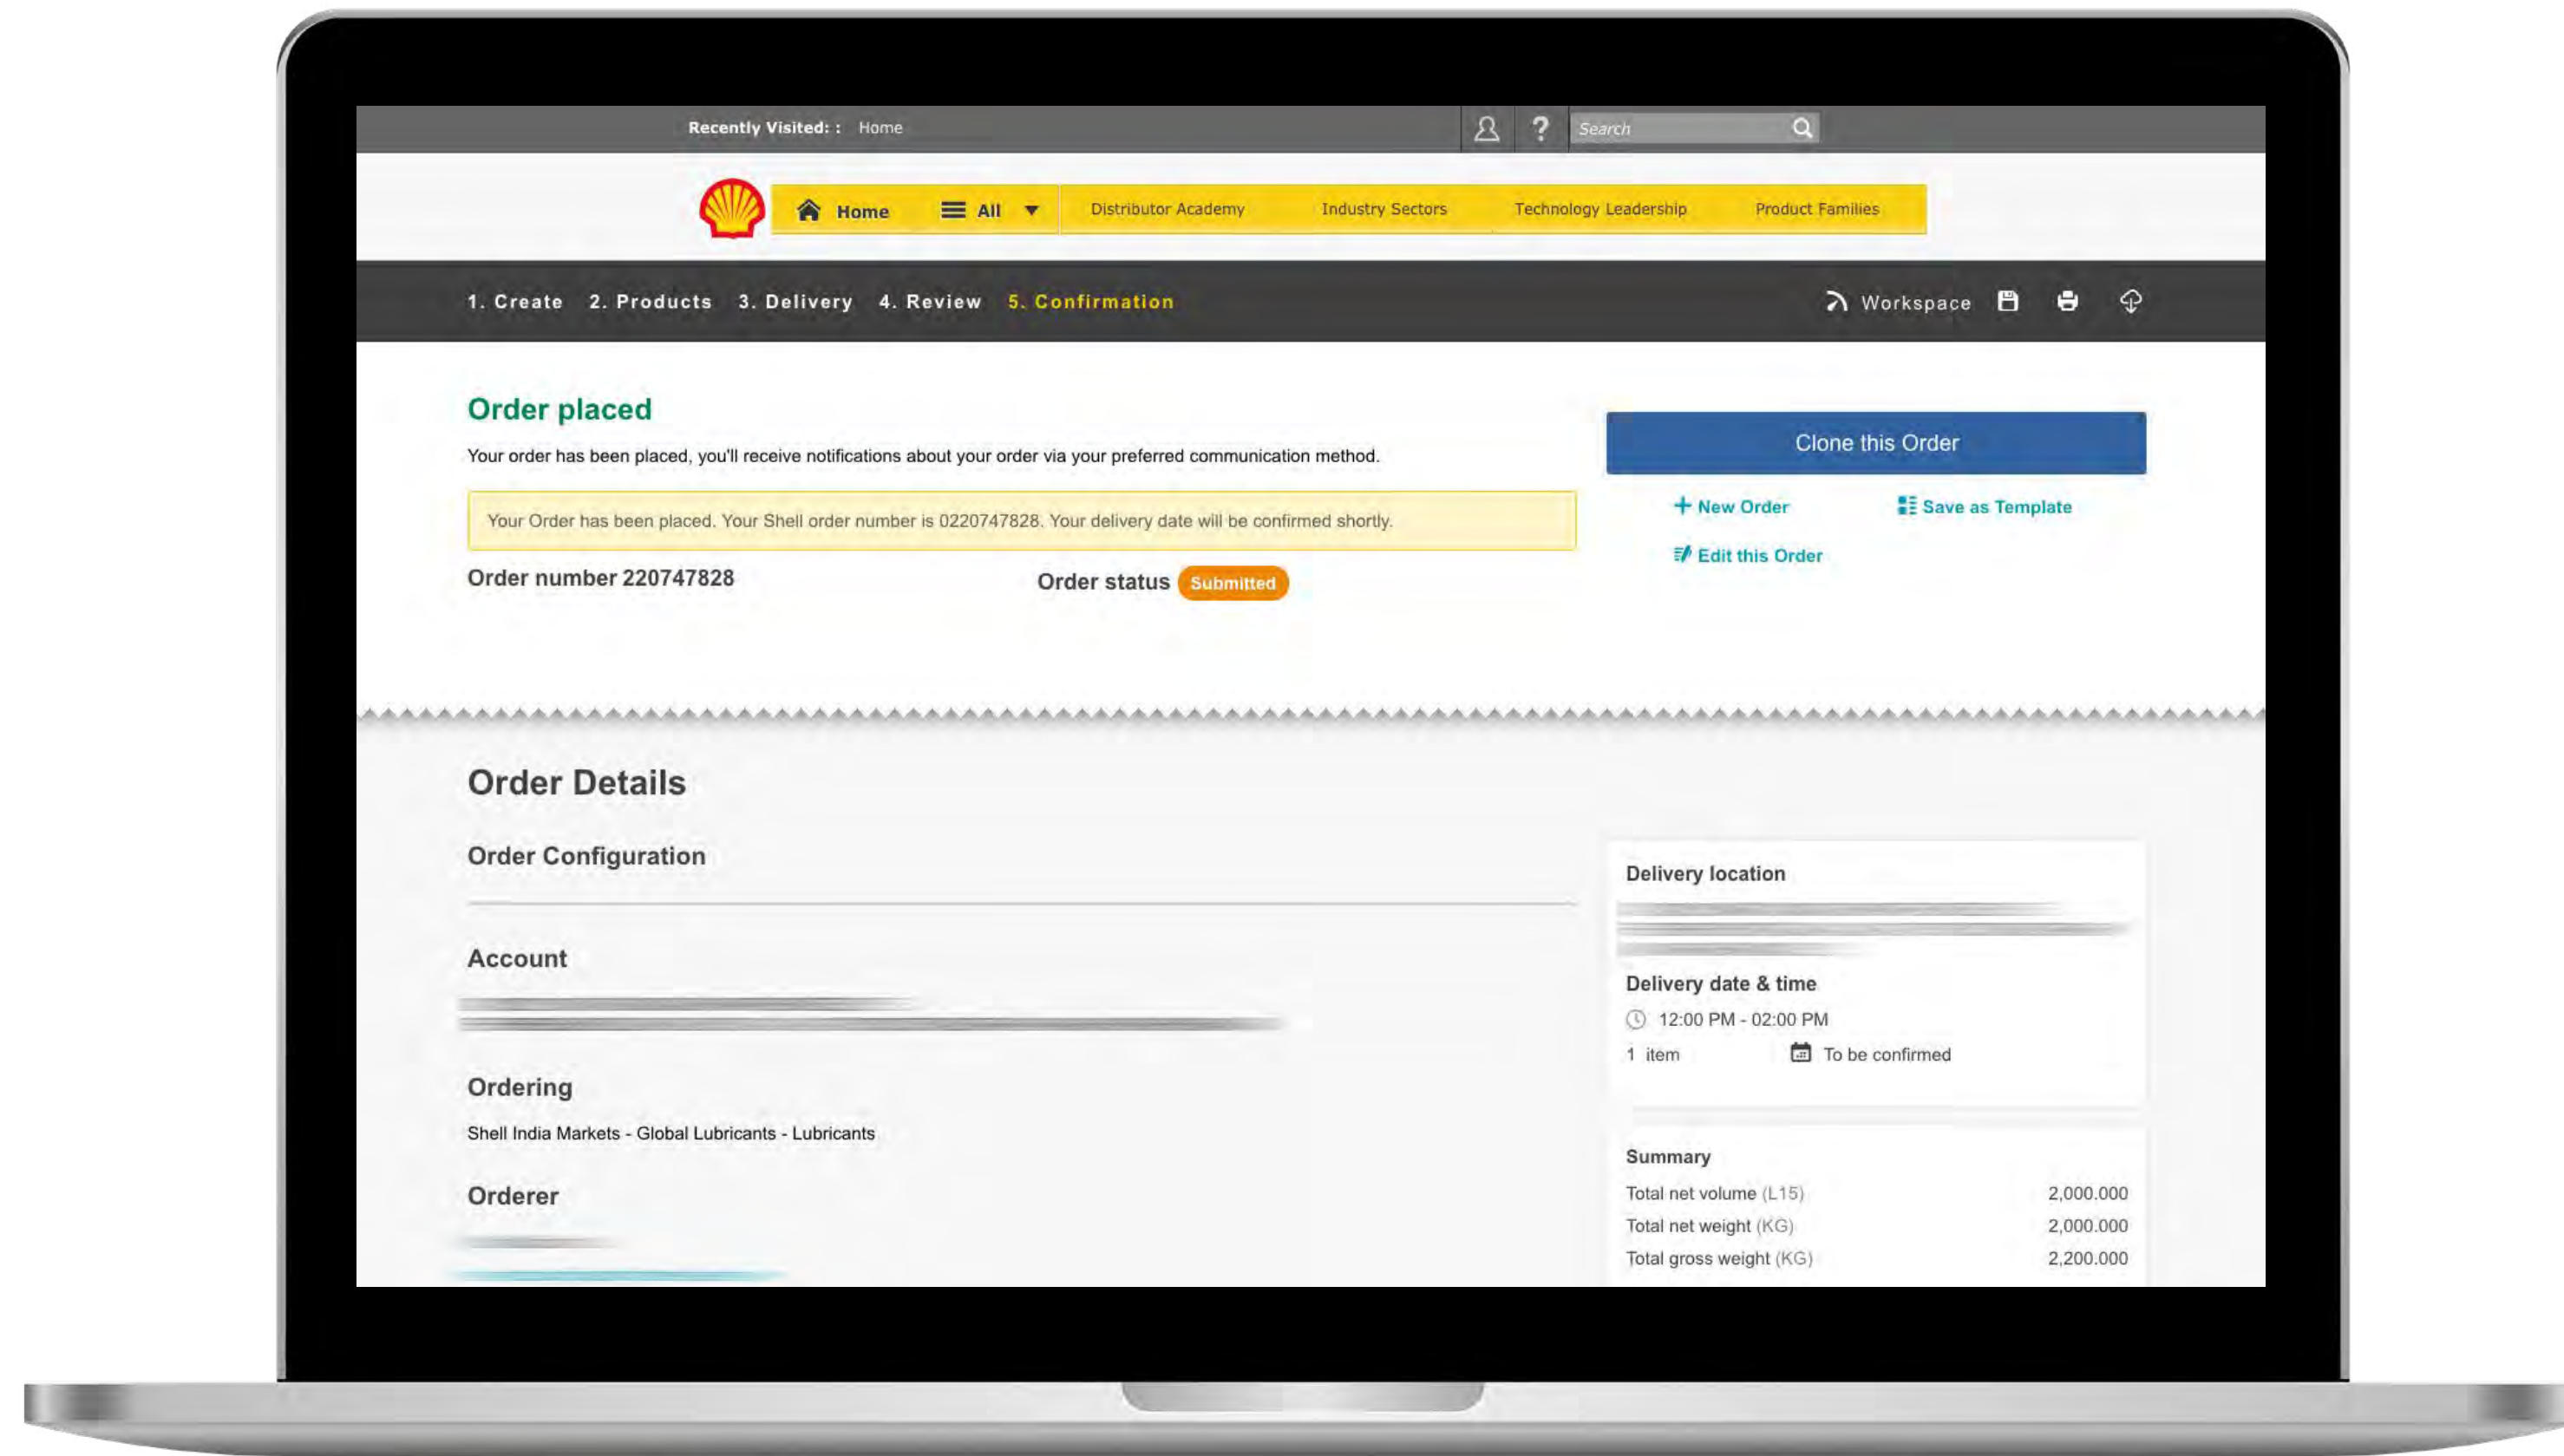 Recently Visited: : Home
Search
Home All Distributor Academy Industry Sectors Technology Leadership Product Families
1. Create 2. Products 3. Delivery 4. Review 5. Confirmation Workspace
Order placed
Your order has been placed, you'll receive notifications about your order via your preferred communication method.
Your Order has been placed. Your Shell order number is 0220747828. Your delivery date will be confirmed shortly.
Order number 220747828 Order status Submitted
Clone this Order
New Order Save as Template
Edit this Order
Order Details
Order Configuration
Account
Ordering
Shell India Markets - Global Lubricants - Lubricants
Orderer
Delivery location
Delivery date & time
12:00 PM - 02:00 PM
1 item To be confirmed
Summary
Total net volume (L15) 2,000.000
Total net weight (KG) 2,000.000
Total gross weight (KG) 2,200.000